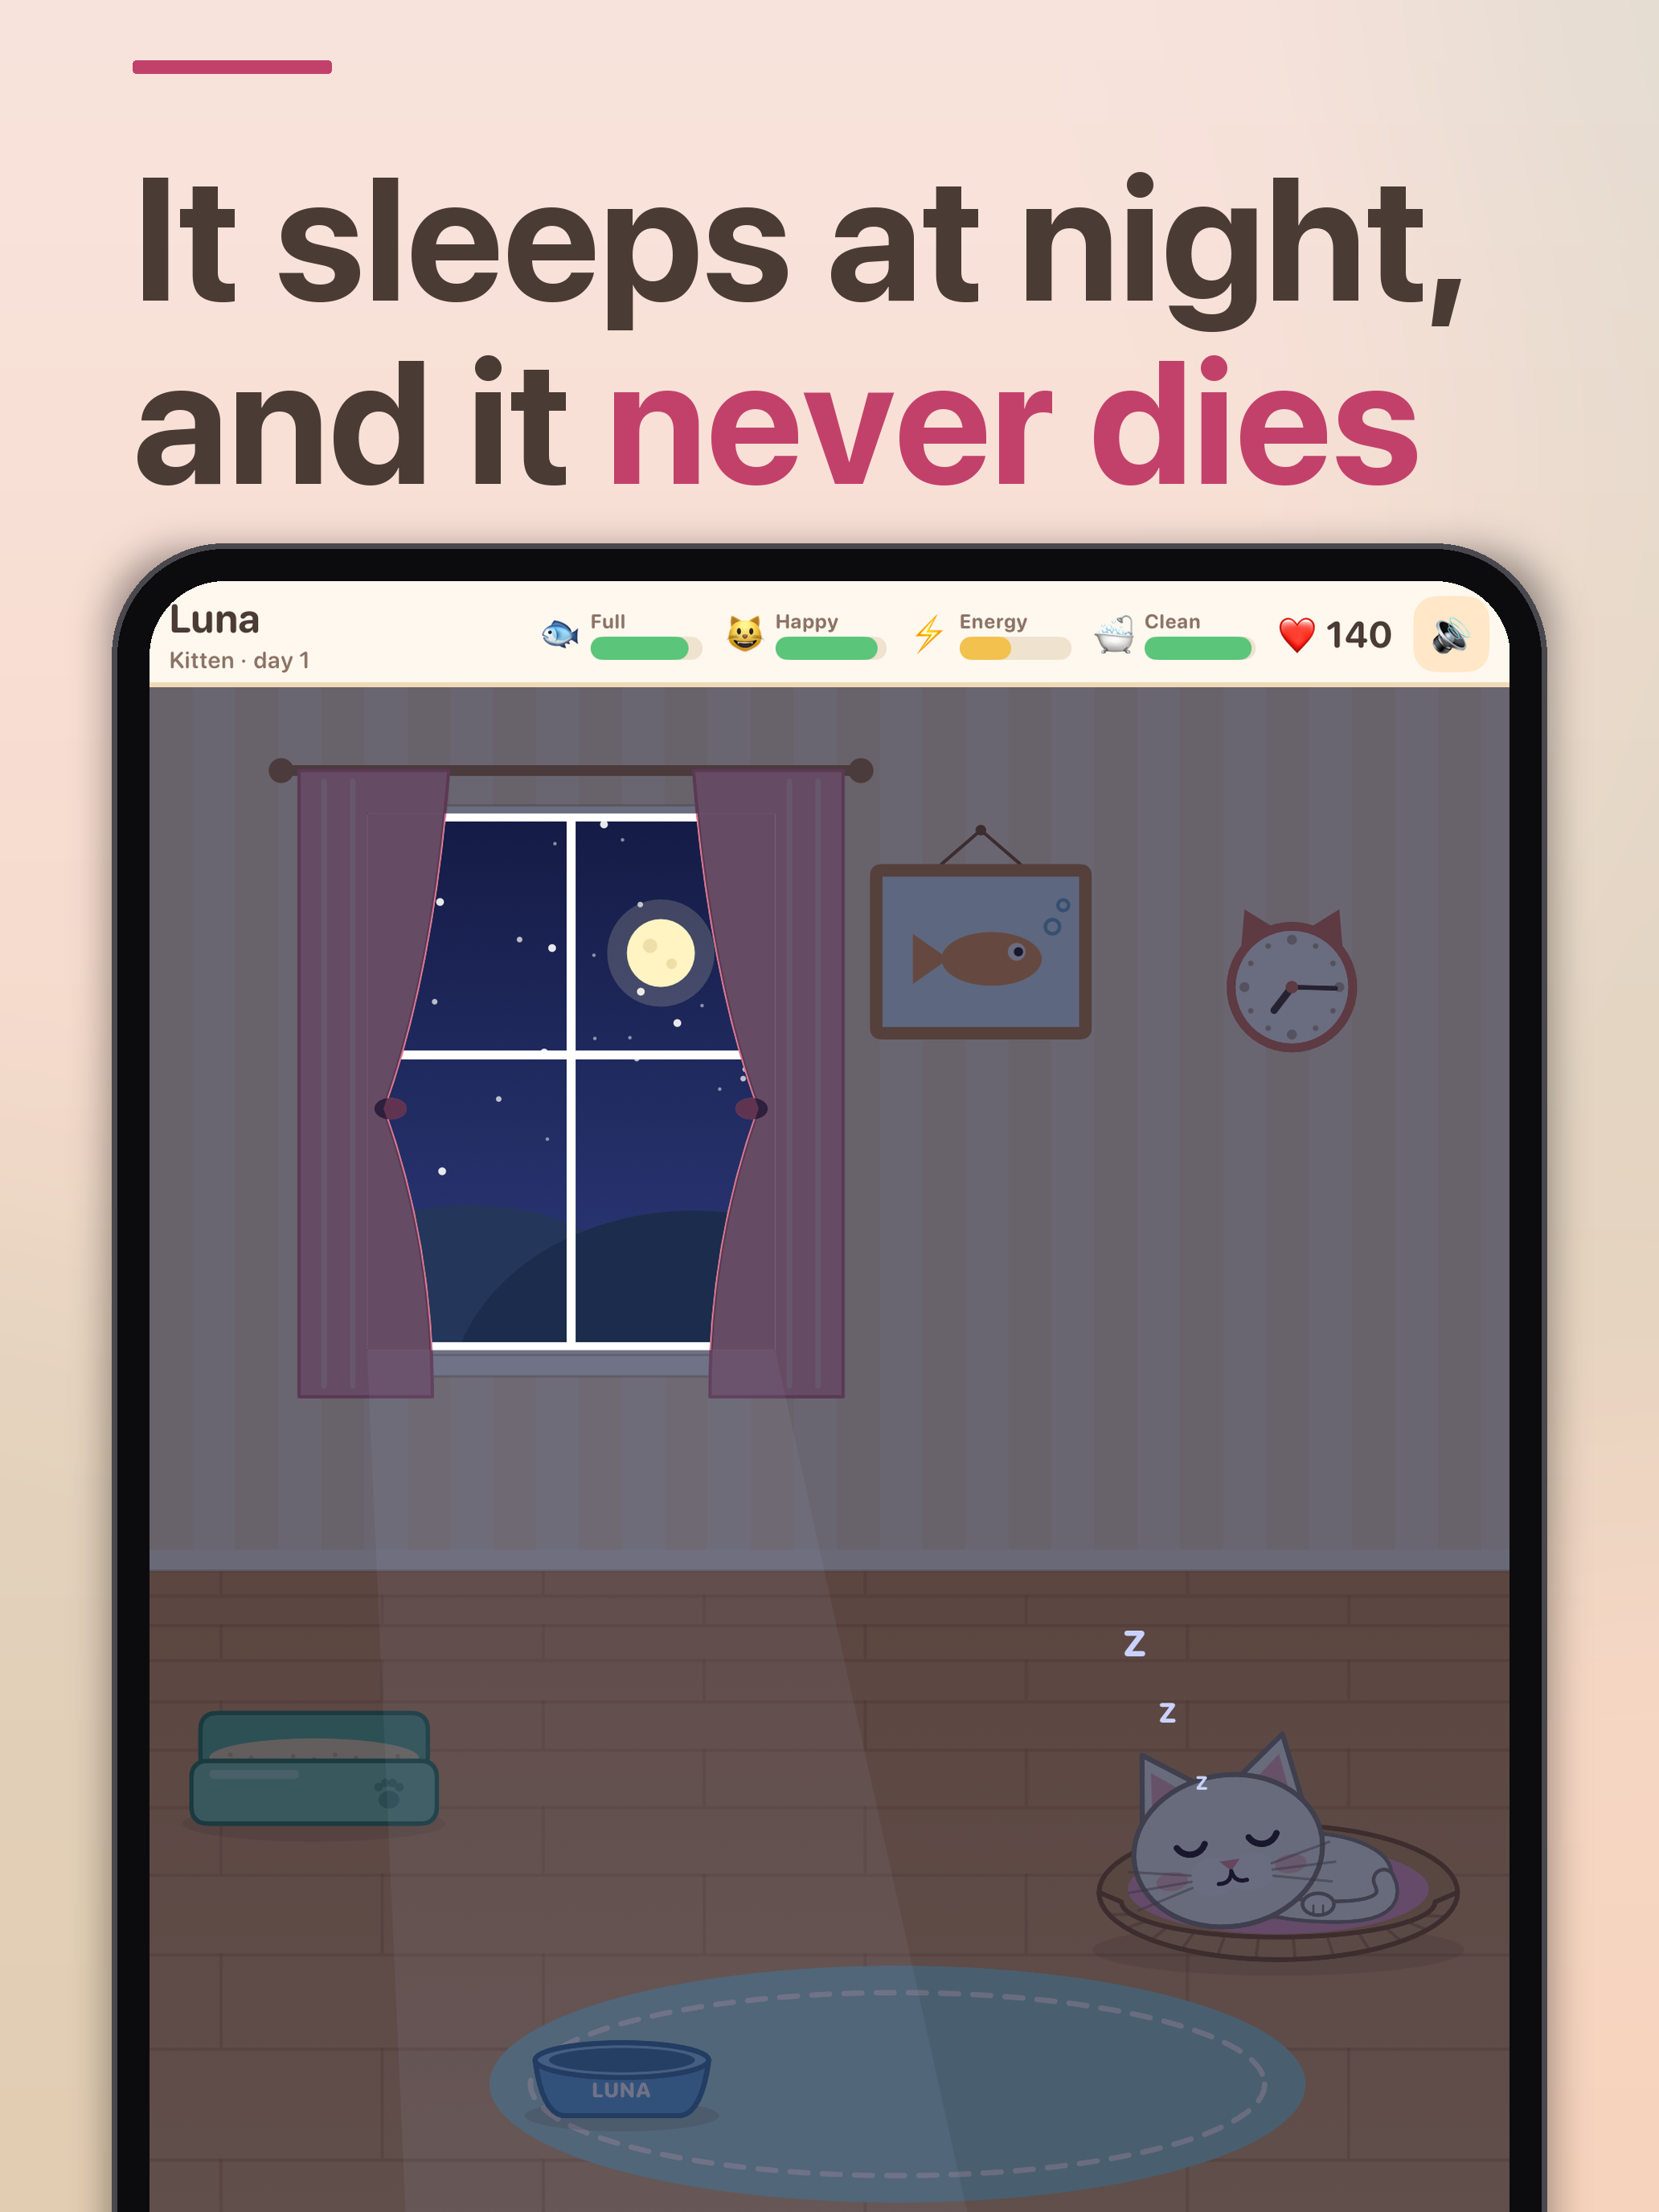 It sleeps at night,
and it never dies
Luna
Kitten · day 1
Full
Happy
Energy
Clean
140
z
z
z
LUNA